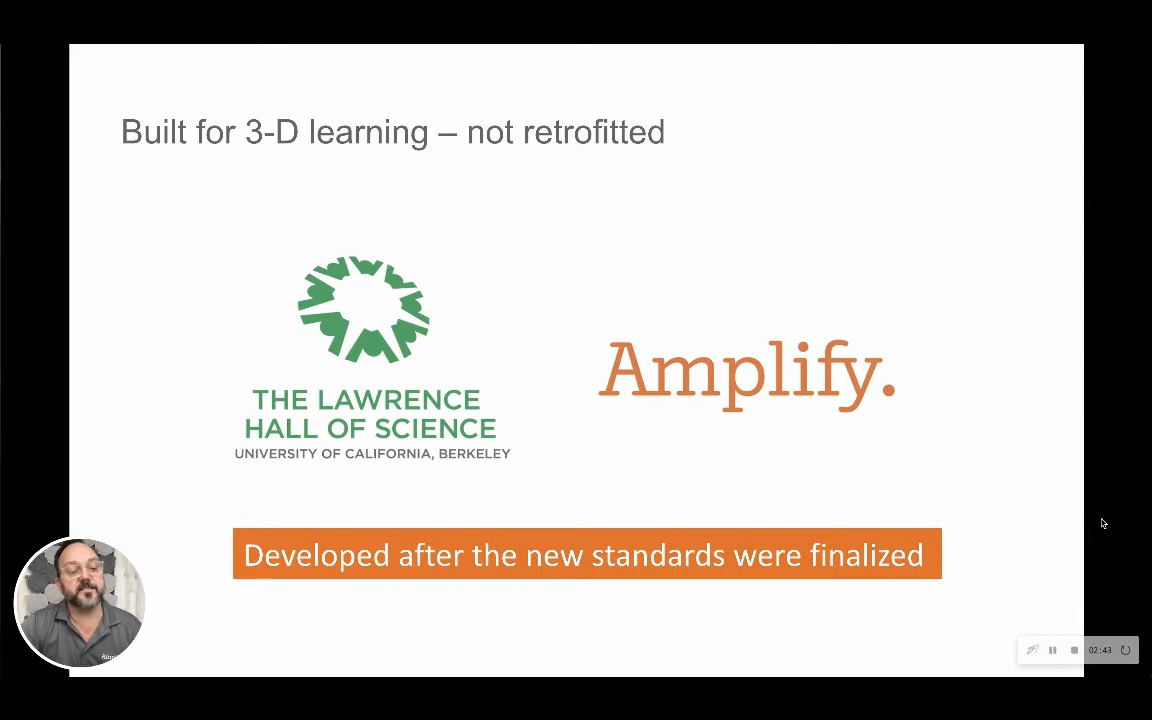 Built for 3-D learning – not retrofitted
THE LAWRENCE
HALL OF SCIENCE
UNIVERSITY OF CALIFORNIA, BERKELEY
Amplify.
Developed after the new standards were finalized
02:43